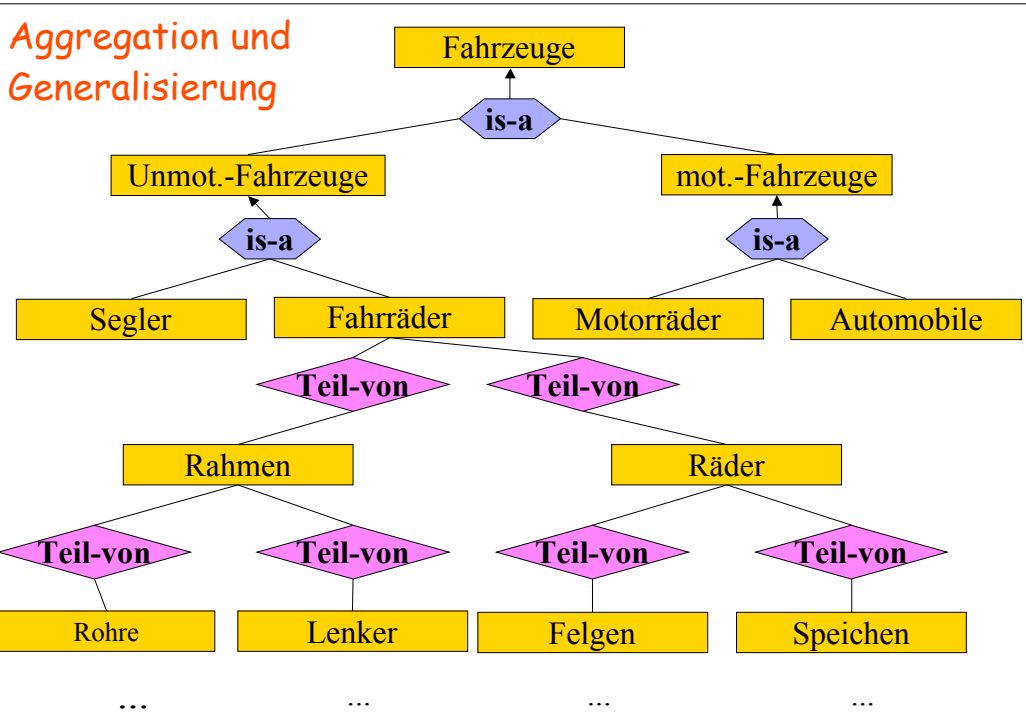 Aggregation und
Generalisierung
Fahrzeuge
is-a
Unmot.-Fahrzeuge
mot.-Fahrzeuge
is-a
is-a
Segler
Fahrräder
Motorräder
Automobile
Teil-von
Teil-von
Rahmen
Räder
Teil-von
Teil-von
Teil-von
Teil-von
Rohre
Lenker
Felgen
Speichen
...
...
...
...